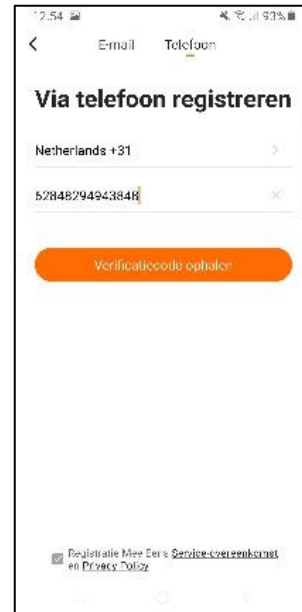 12.54 93%
E-mail Telefoon
Via telefoon registreren
Netherlands +31
62848294943848
Verificatiecode ophalen
Registratie Mee Eens Service-overeenkomst
en Privacy Policy